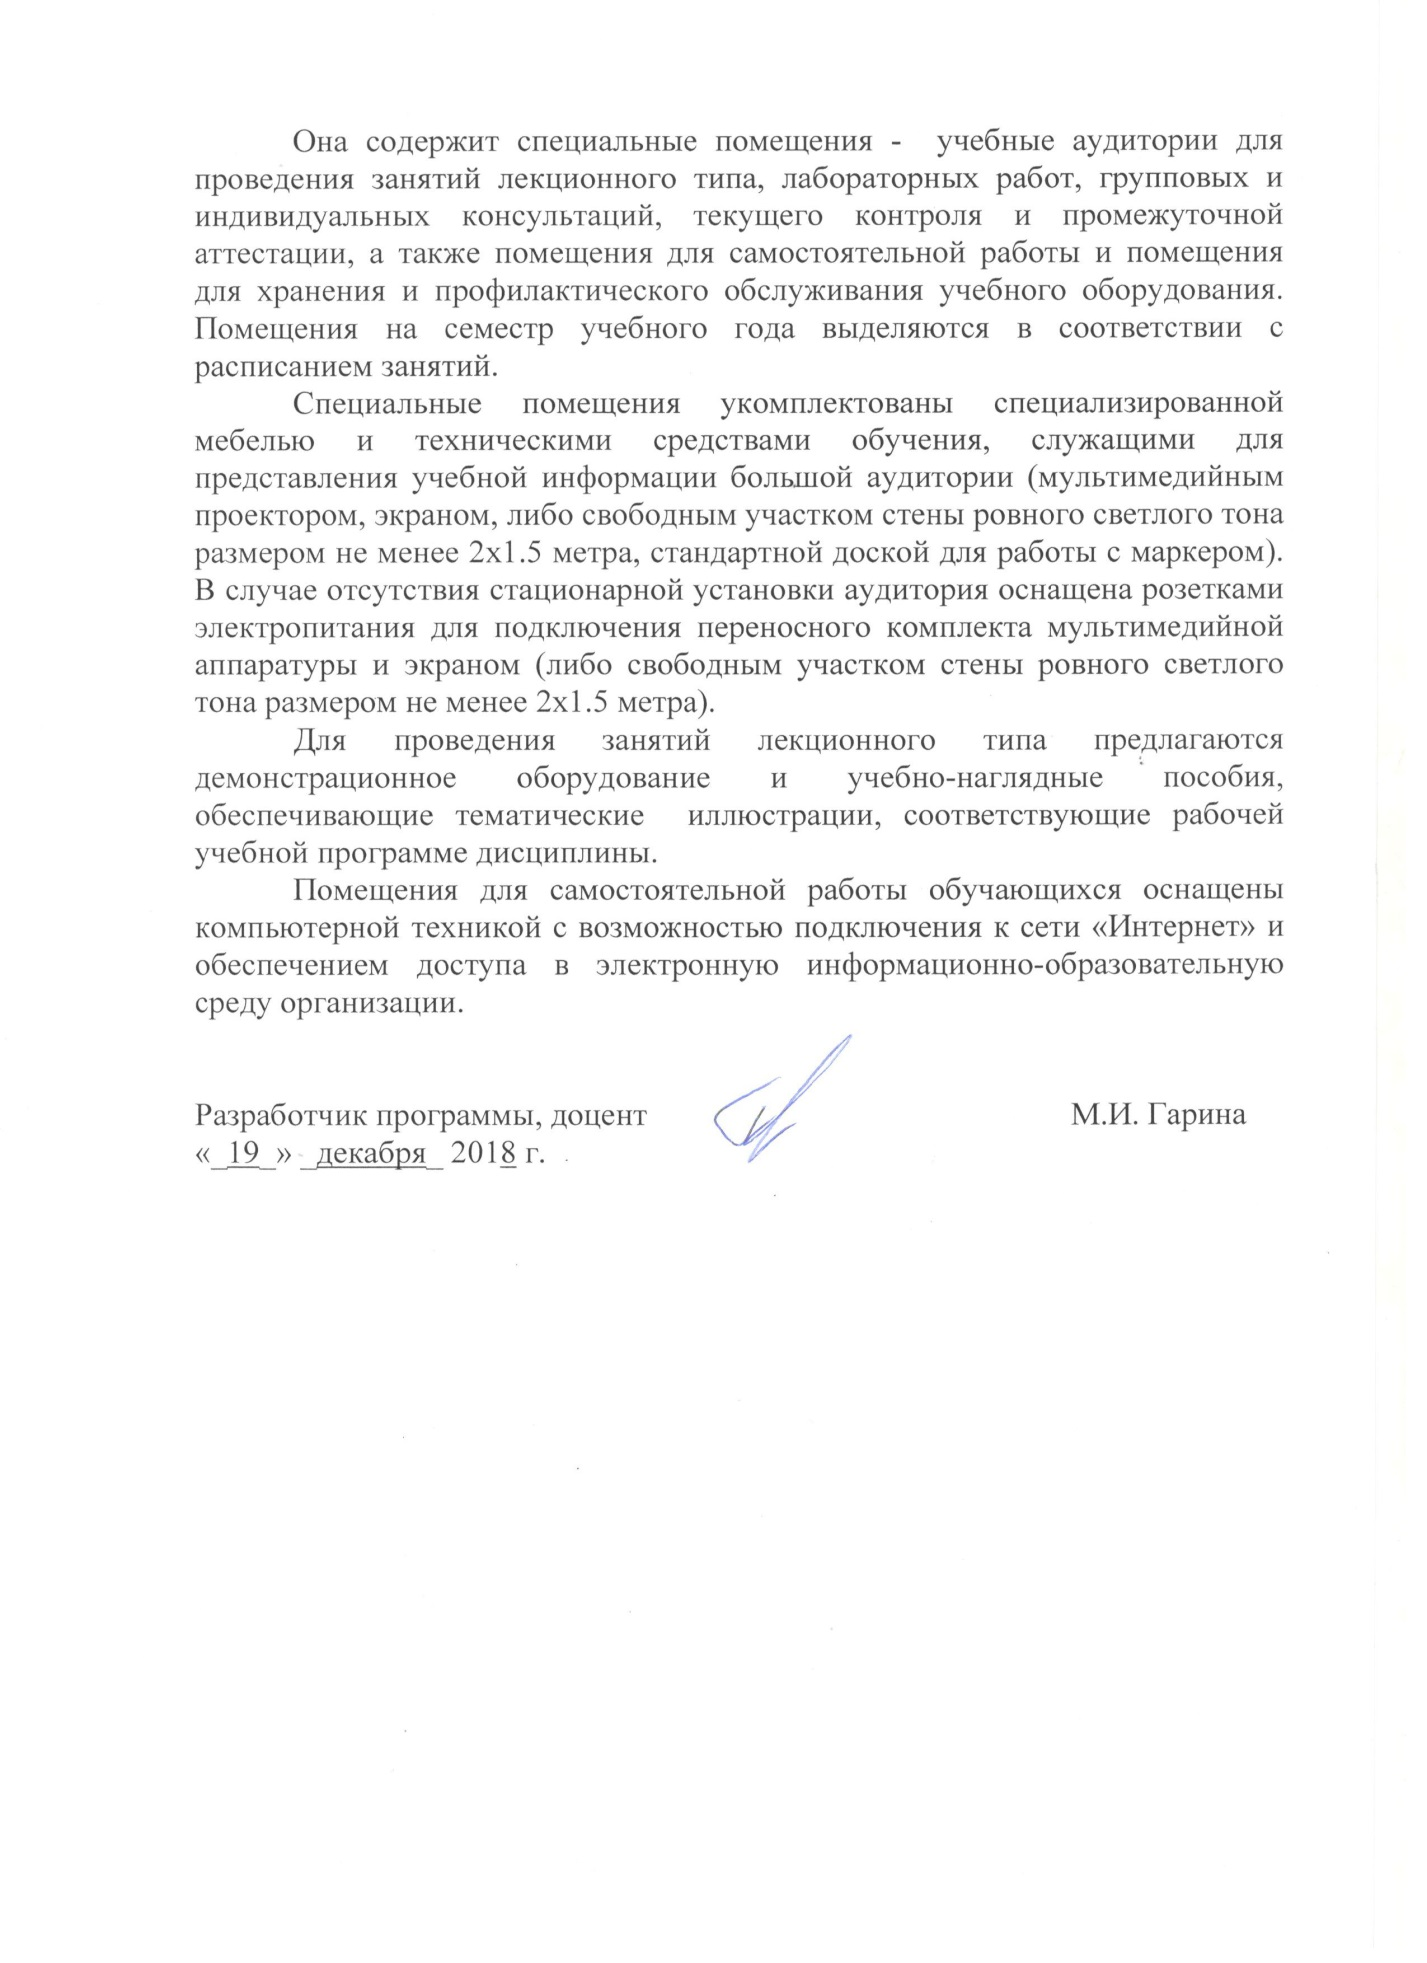 Она содержит специальные помещения - учебные аудитории для
проведения занятий лекционного типа, лабораторных работ, групповых и
индивидуальных консультаций, текущего контроля и промежуточной
аттестации, а также помещения для самостоятельной работы и помещения
для хранения и профилактического обслуживания учебного оборудования.
Помещения на семестр учебного года выделяются в соответствии с
расписанием занятий.
Специальные помещения укомплектованы специализированной
мебелью и техническими средствами обучения, служащими для
представления учебной информации большой аудитории (мультимедийным
проектором, экраном, либо свободным участком стены ровного светлого тона
размером не менее 2х1.5 метра, стандартной доской для работы с маркером).
В случае отсутствия стационарной установки аудитория оснащена розетками
электропитания для подключения переносного комплекта мультимедийной
аппаратуры и экраном (либо свободным участком стены ровного светлого
тона размером не менее 2х1.5 метра).
Для проведения занятий лекционного типа предлагаются
демонстрационное оборудование и учебно-наглядные пособия,
обеспечивающие тематические иллюстрации, соответствующие рабочей
учебной программе дисциплины.
Помещения для самостоятельной работы обучающихся оснащены
компьютерной техникой с возможностью подключения к сети «Интернет» и
обеспечением доступа в электронную информационно-образовательную
среду организации.
Разработчик программы, доцент М.И. Гарина
«_19_» _декабря_ 2018 г.